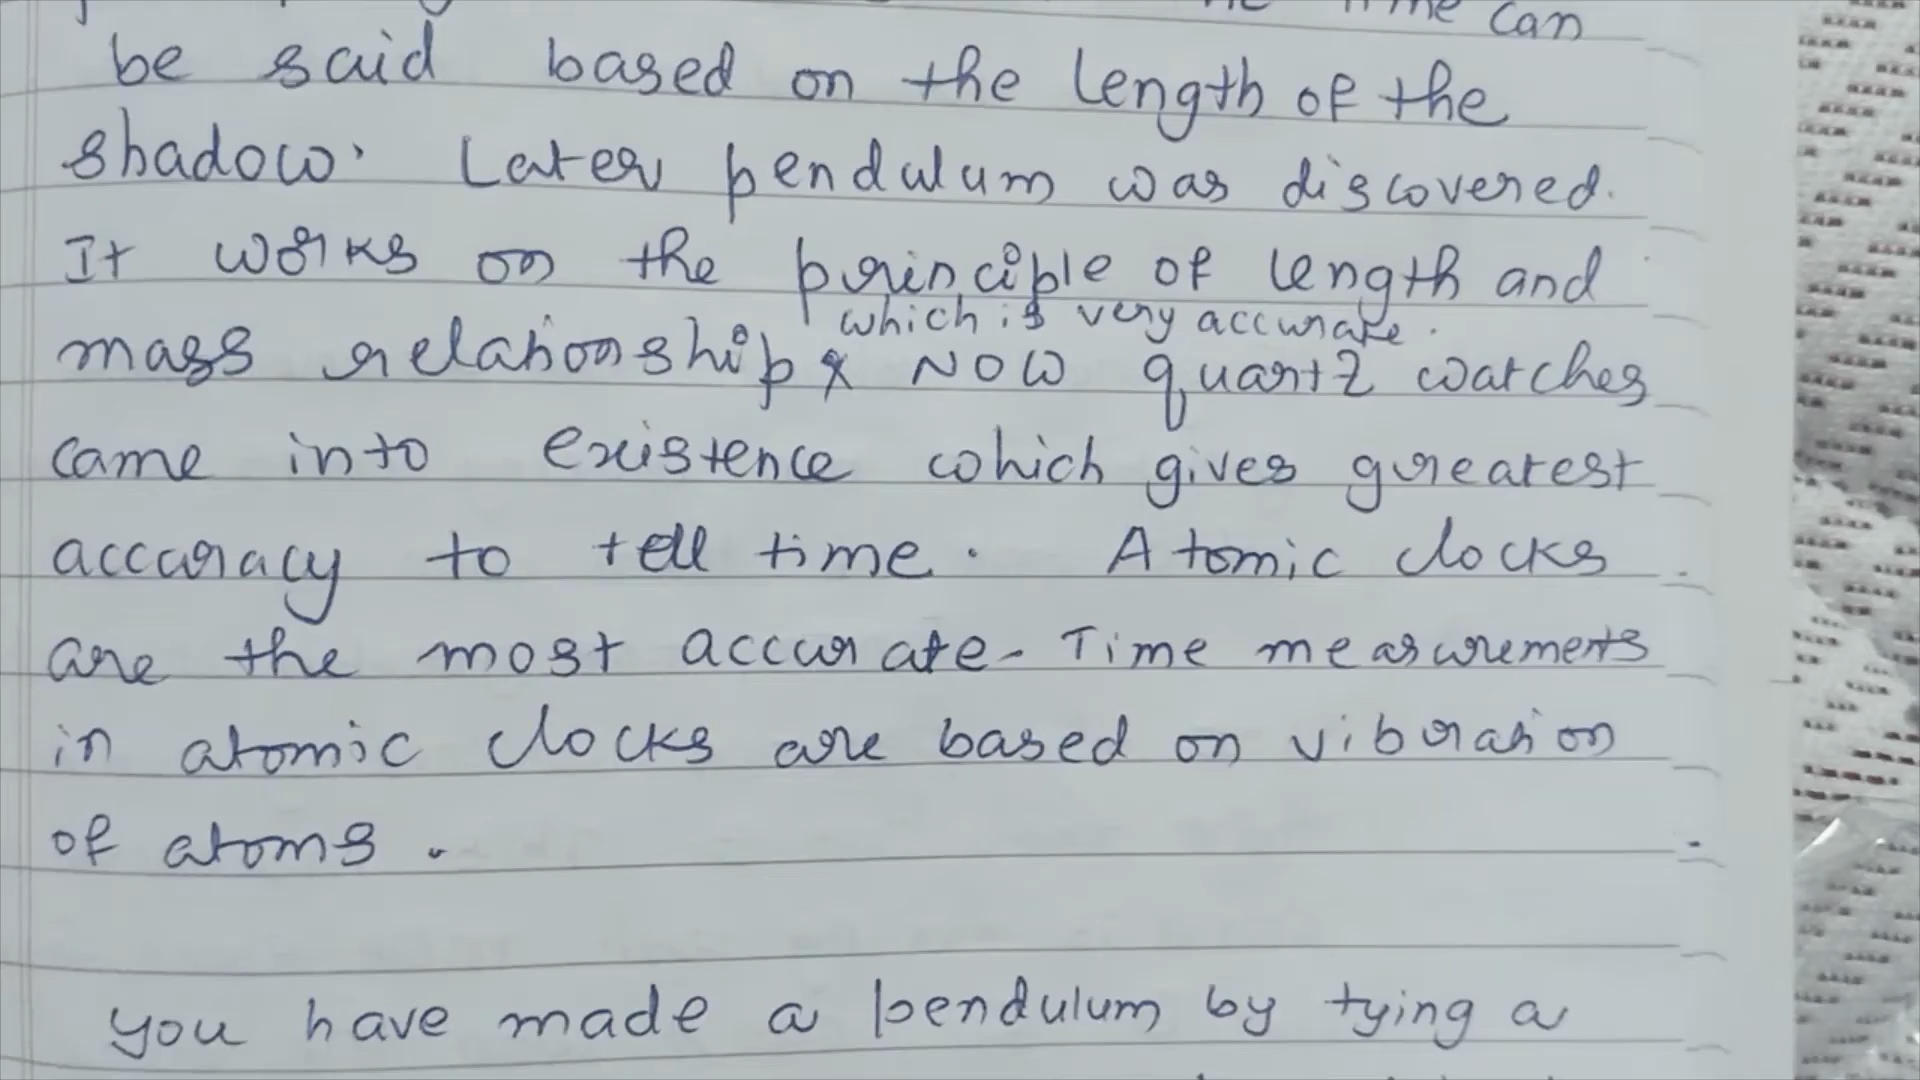 time can
be said based on the length of the
shadow. Later pendulum was discovered.
It works on the principle of length and
which is very accurate.
mass relationship x Now quartz watches
came into existence which gives greatest
accuracy to tell time. Atomic clocks
are the most accurate. Time measurements
in atomic clocks are based on vibration
of atoms.
you have made a pendulum by tying a